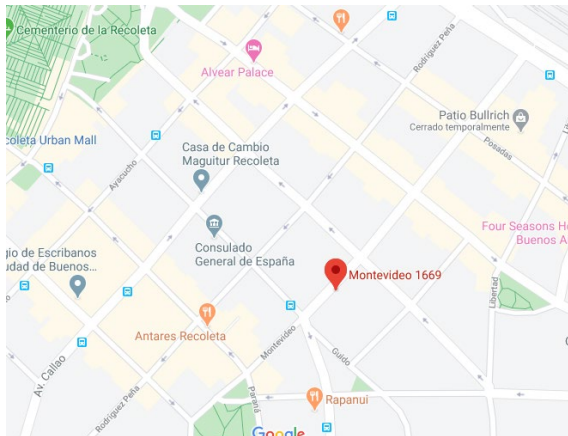 Cementerio de la Recoleta
Alvear Palace
Rodriguez Peña
Patio Bullrich
Cerrado temporalmente
coleta Urban Mall
Casa de Cambio
Maguitur Recoleta
Posadas
Ayacucho
Consulado
General de España
Four Seasons Ho
Buenos A
gio de Escribanos
udad de Buenos...
Montevideo 1669
Libertad
Antares Recoleta
Montevideo
Guido
Av. Callao
Rodriguez Peña
Paraná
Rapanui
Google